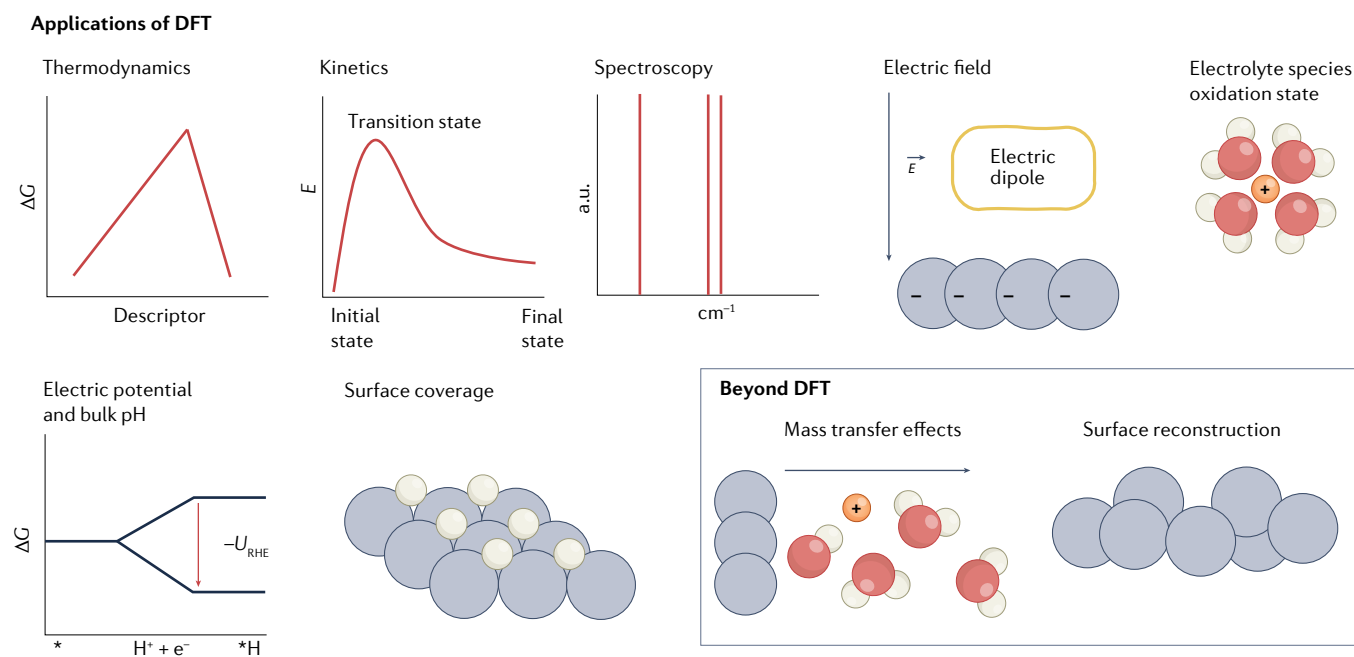 Applications of DFT
Thermodynamics
ΔG
Descriptor
Kinetics
E
Transition state
Initial
state
Final
state
Spectroscopy
a.u.
cm⁻¹
Electric field
E
Electric
dipole
– – – –
Electrolyte species
oxidation state
+
Electric potential
and bulk pH
ΔG
–U_RHE
* H⁺ + e⁻ *H
Surface coverage
Beyond DFT
Mass transfer effects
+
Surface reconstruction